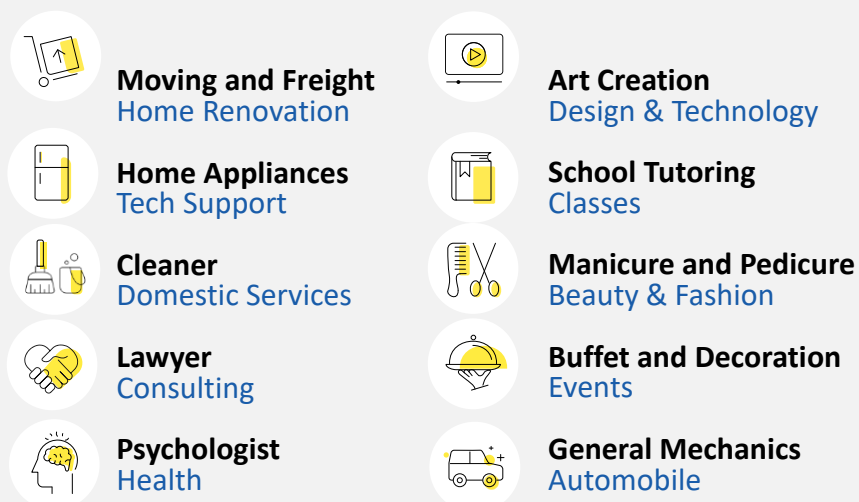 Moving and Freight
Home Renovation
Home Appliances
Tech Support
Cleaner
Domestic Services
Lawyer
Consulting
Psychologist
Health
Art Creation
Design & Technology
School Tutoring
Classes
Manicure and Pedicure
Beauty & Fashion
Buffet and Decoration
Events
General Mechanics
Automobile